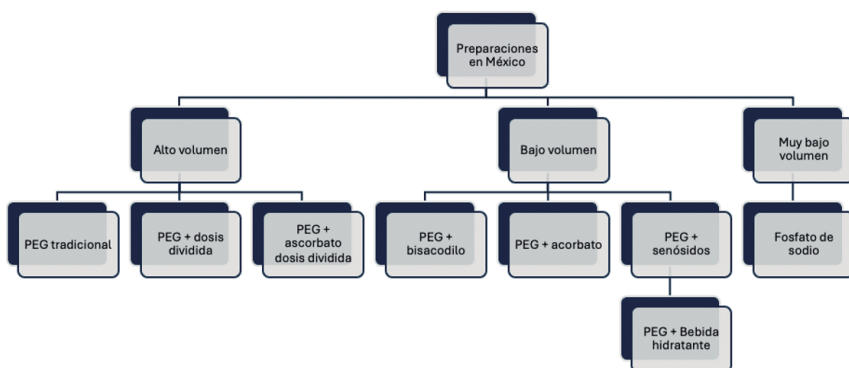 Preparaciones
en México
Alto volumen
Bajo volumen
Muy bajo
volumen
PEG tradicional
PEG + dosis
dividida
PEG +
ascorbato
dosis dividida
PEG +
bisacodilo
PEG + acorbato
PEG +
senósidos
Fosfato de
sodio
PEG + Bebida
hidratante